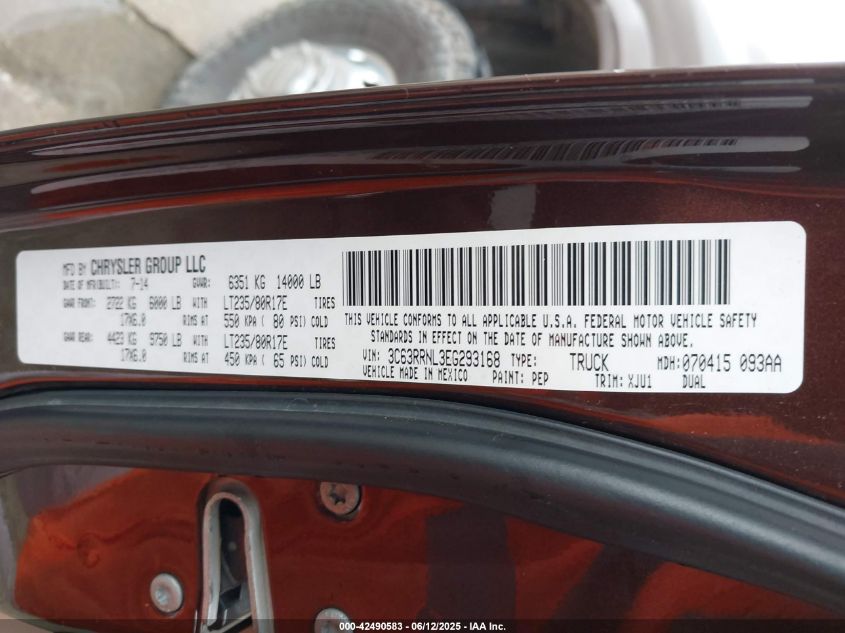 MFD BY CHRYSLER GROUP LLC
DATE OF MFR(BUILT): 7-14 GVWR: 6351 KG 14000 LB
GAWR FRONT: 2722 KG 6000 LB WITH LT235/80R17E TIRES
17X6.0 RIMS AT 550 KPA ( 80 PSI) COLD
GAWR REAR: 4423 KG 9750 LB WITH LT235/80R17E TIRES
17X6.0 RIMS AT 450 KPA ( 65 PSI) COLD
THIS VEHICLE CONFORMS TO ALL APPLICABLE U.S.A. FEDERAL MOTOR VEHICLE SAFETY
STANDARDS IN EFFECT ON THE DATE OF MANUFACTURE SHOWN ABOVE.
VIN: 3C63RRNL3EG293168 TYPE: TRUCK MDH: 070415 093AA
VEHICLE MADE IN MEXICO PAINT: PEP TRIM: XJU1 DUAL
000-42490583 - 06/12/2025 - IAA Inc.